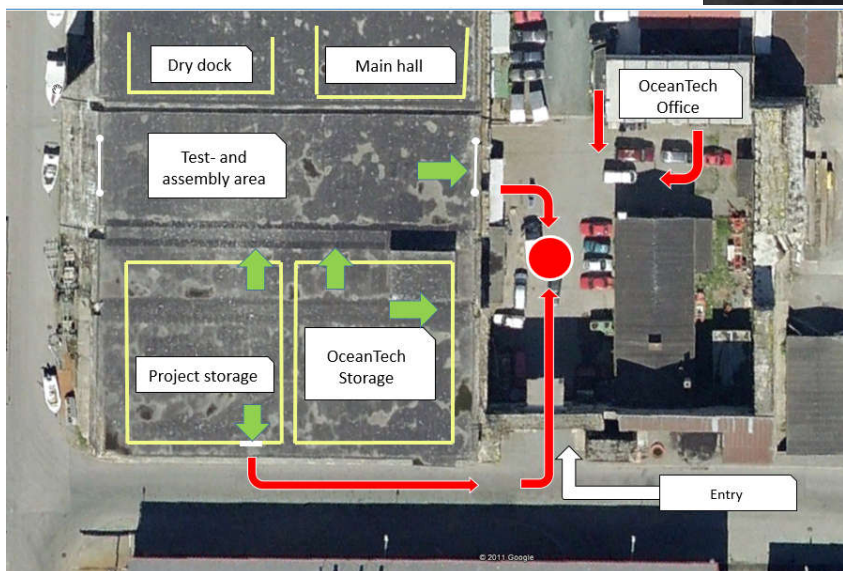 Dry dock
Main hall
OceanTech
Office
Test- and
assembly area
Project storage
OceanTech
Storage
Entry
© 2011 Google